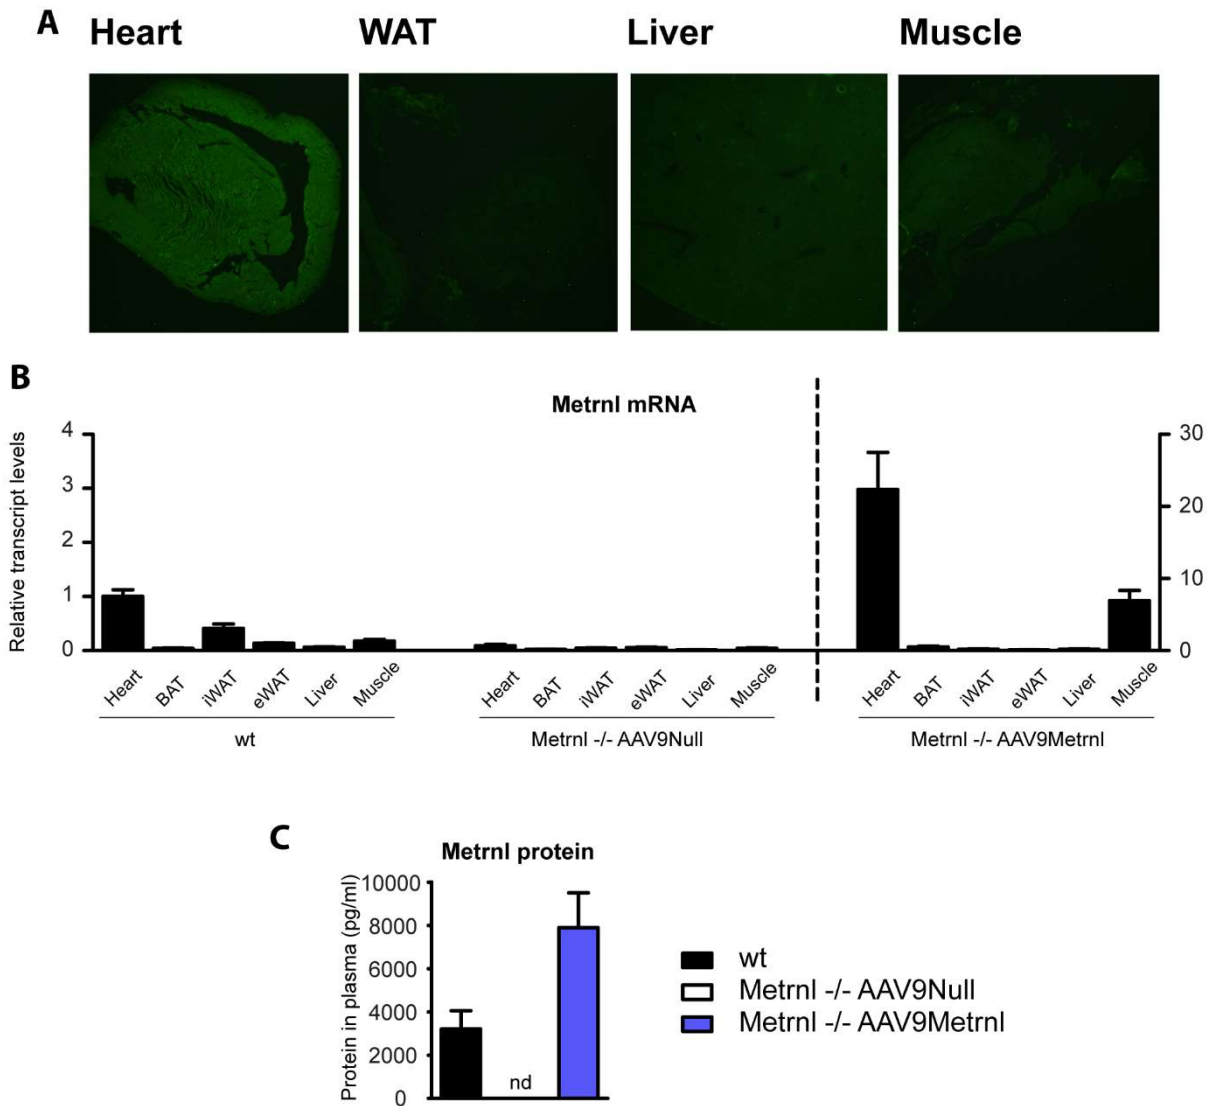 A
Heart WAT Liver Muscle
B
Metrnl mRNA
Relative transcript levels
4
3
2
1
0
30
20
10
0
Heart BAT iWAT eWAT Liver Muscle Heart BAT iWAT eWAT Liver Muscle Heart BAT iWAT eWAT Liver Muscle
wt Metrnl -/- AAV9Null Metrnl -/- AAV9Metrnl
C
Metrnl protein
Protein in plasma (pg/ml)
10000
8000
6000
4000
2000
0
nd
wt
Metrnl -/- AAV9Null
Metrnl -/- AAV9Metrnl